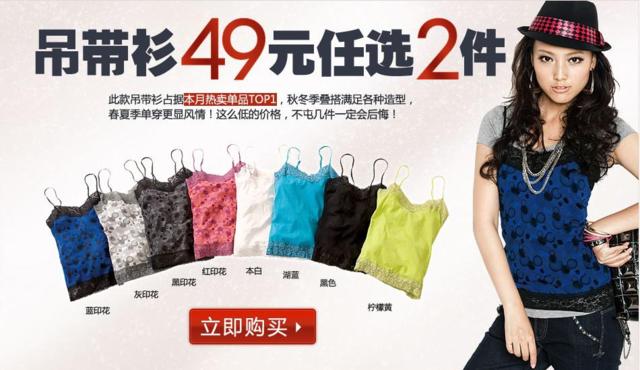 吊带衫49元任选2件
此款吊带衫占据本月热卖单品TOP1，秋冬季叠搭满足各种造型，
春夏季单穿更显风情！这么低的价格，不屯几件一定会后悔！
蓝印花
灰印花
黑印花
红印花
本白
湖蓝
黑色
柠檬黄
立即购买